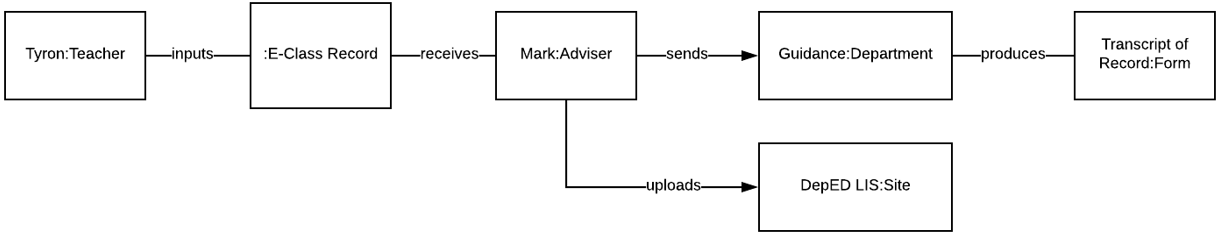 Tyron:Teacher
inputs
:E-Class Record
receives
Mark:Adviser
sends
Guidance:Department
produces
Transcript of
Record:Form
uploads
DepED LIS:Site